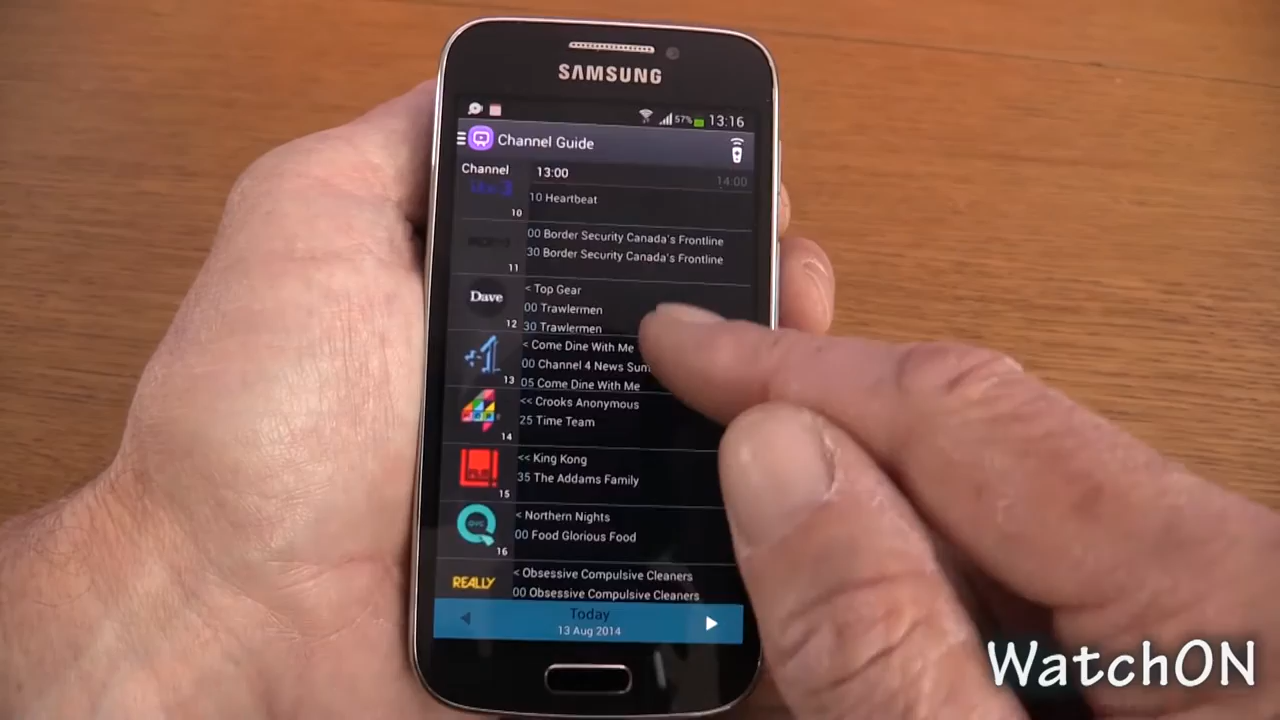 SAMSUNG
57% 13:16
Channel Guide
Channel 13:00 14:00
10 Heartbeat
10
00 Border Security Canada's Frontline
30 Border Security Canada's Frontline
11
< Top Gear
Dave
00 Trawlermen
12
30 Trawlermen
< Come Dine With Me
+1
00 Channel 4 News Sum
13
05 Come Dine With Me
<< Crooks Anonymous
4
25 Time Team
14
<< King Kong
35 The Addams Family
15
< Northern Nights
QVC
00 Food Glorious Food
16
< Obsessive Compulsive Cleaners
REALLY
00 Obsessive Compulsive Cleaners
Today
13 Aug 2014
WatchON